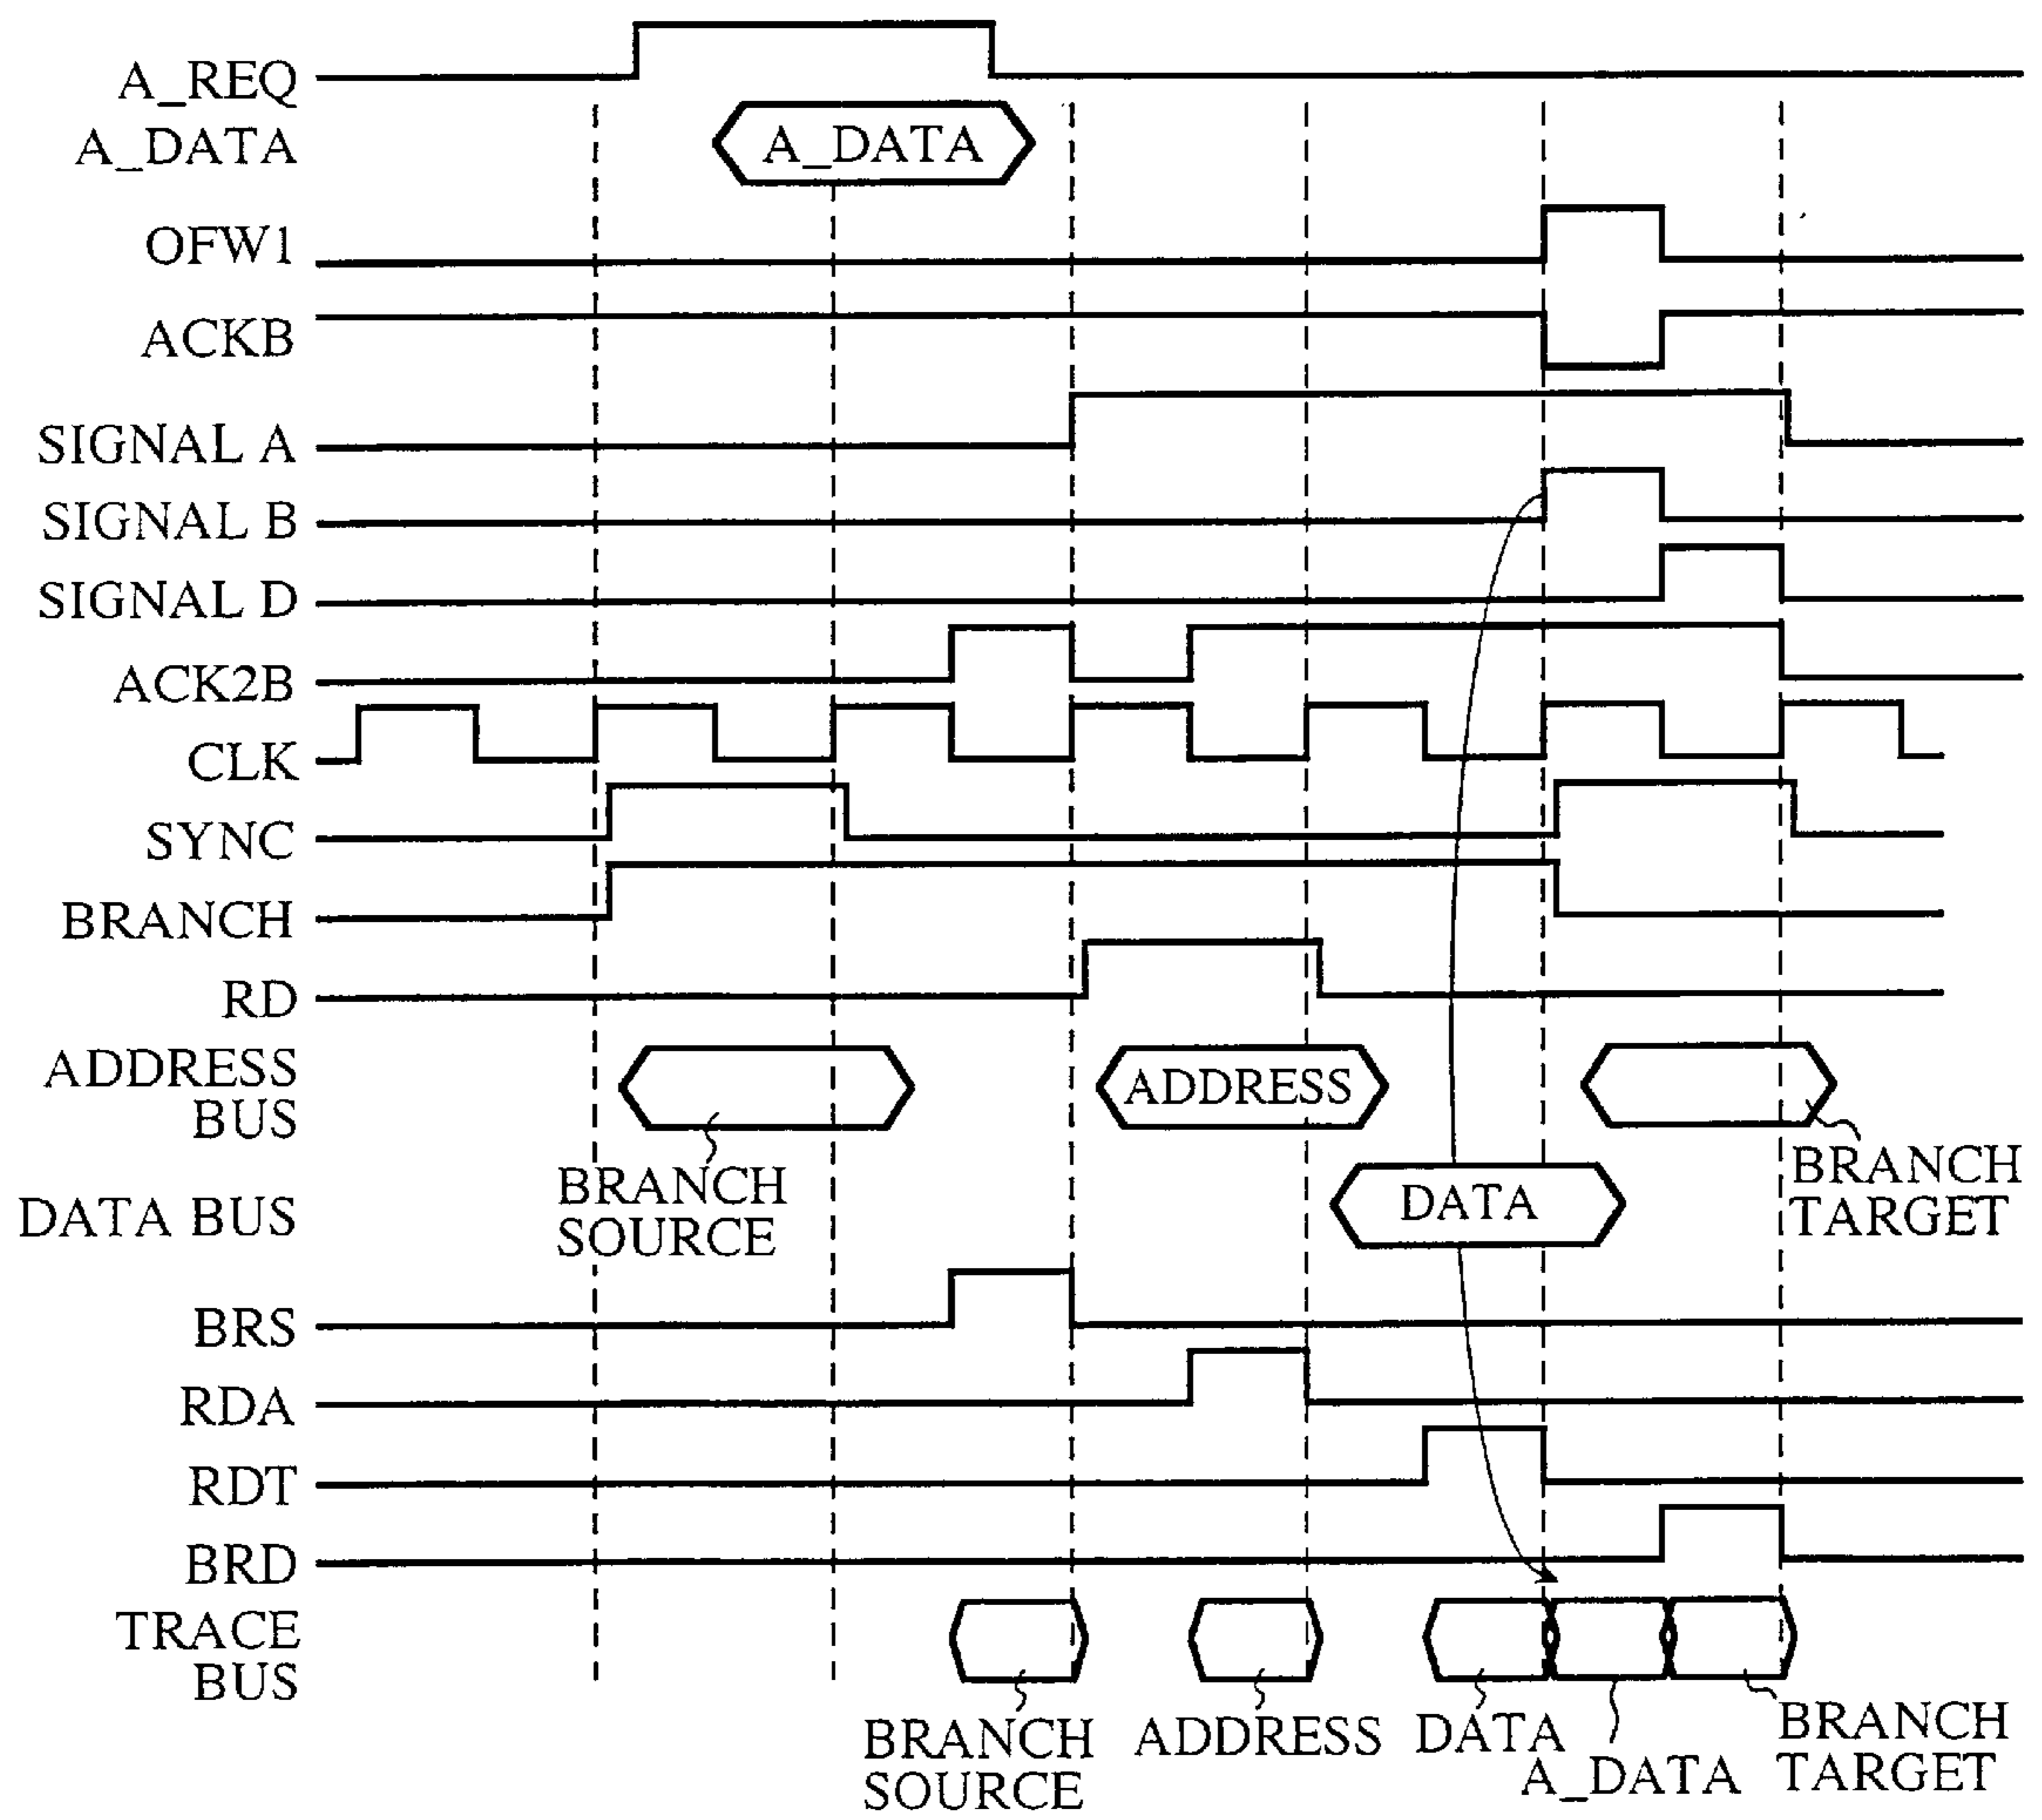 A_REQ
A_DATA
A_DATA
OFW1
ACKB
SIGNAL A
SIGNAL B
SIGNAL D
ACK2B
CLK
SYNC
BRANCH
RD
ADDRESS
BUS
ADDRESS
BRANCH
SOURCE
BRANCH
TARGET
DATA BUS
DATA
BRS
RDA
RDT
BRD
TRACE
BUS
BRANCH
SOURCE
ADDRESS
DATA
A_DATA
BRANCH
TARGET